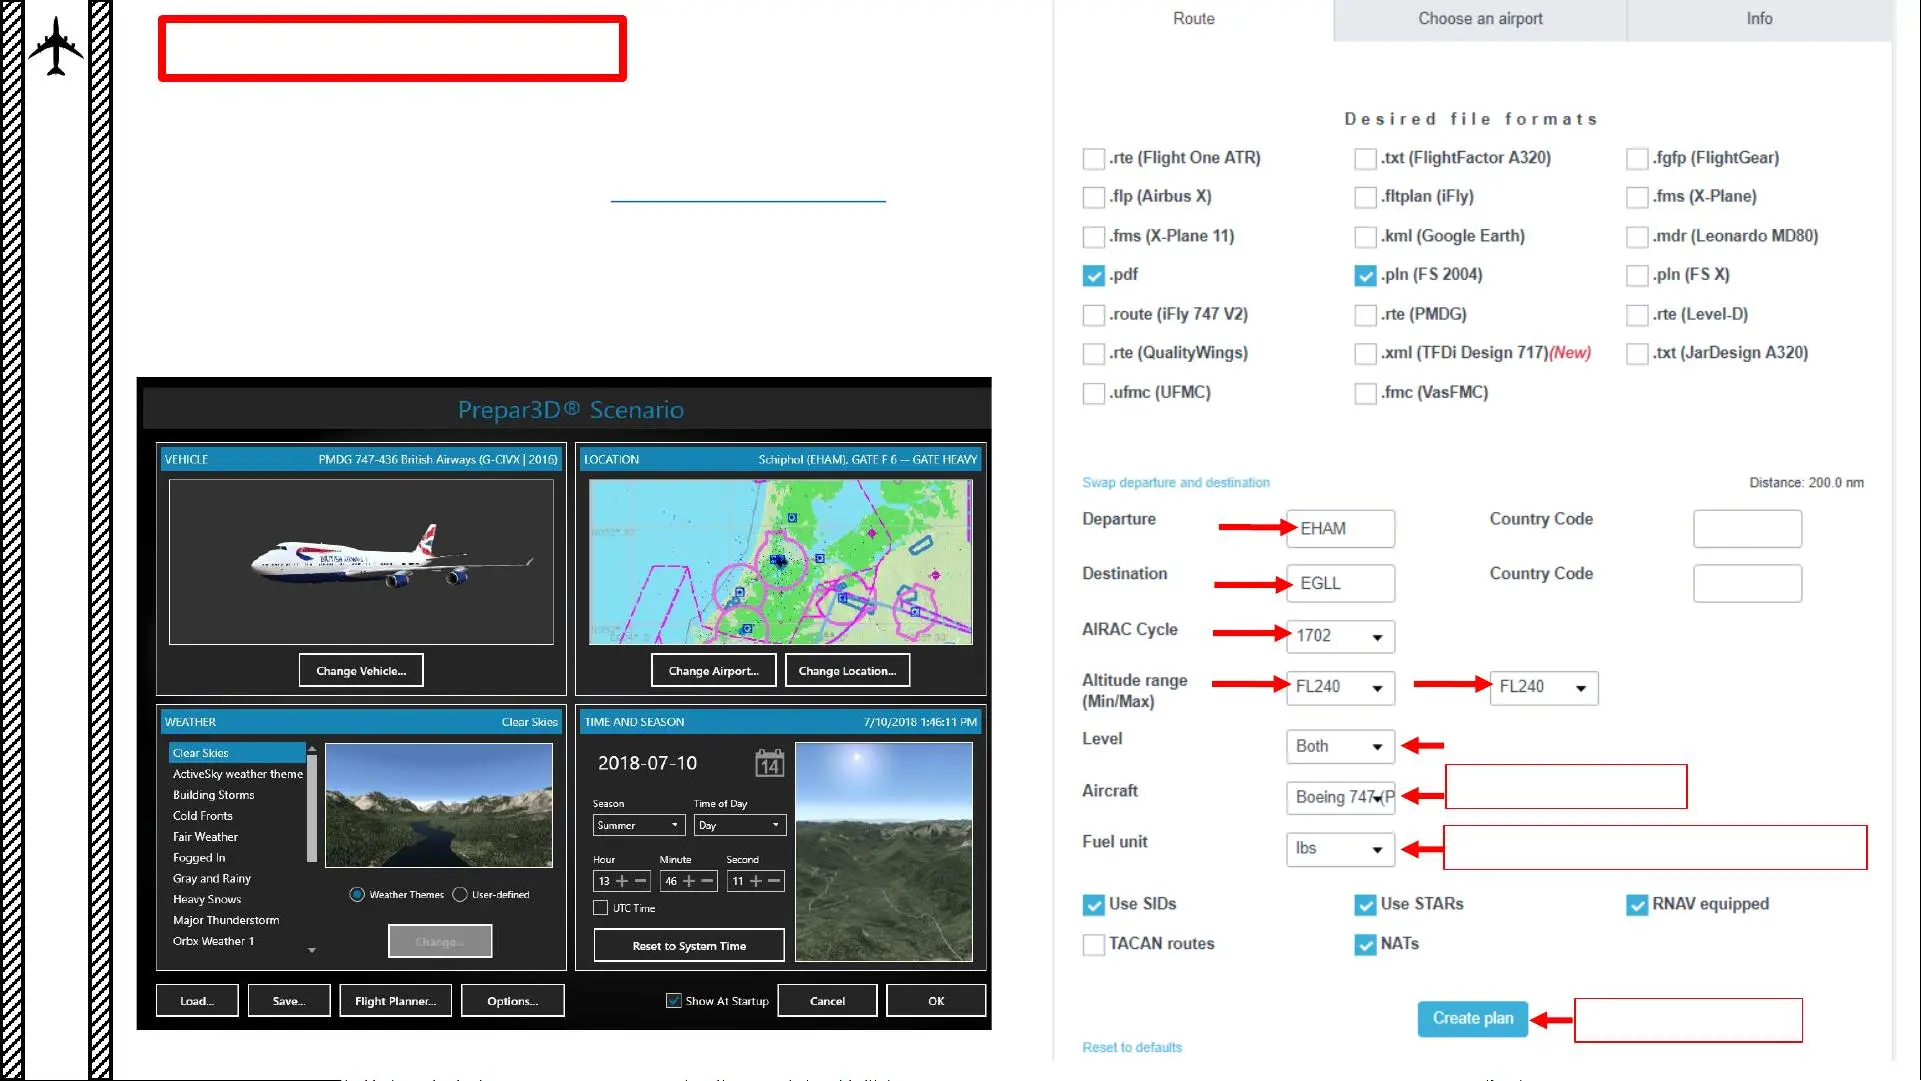 Route
Choose an airport
Info
Desired file formats
.rte (Flight One ATR)
.txt (FlightFactor A320)
.fgfp (FlightGear)
.flp (Airbus X)
.fltplan (iFly)
.fms (X-Plane)
.fms (X-Plane 11)
.kml (Google Earth)
.mdr (Leonardo MD80)
.pdf
.pln (FS 2004)
.pln (FS X)
.route (iFly 747 V2)
.rte (PMDG)
.rte (Level-D)
.rte (QualityWings)
.xml (TFDi Design 717)(New)
.txt (JarDesign A320)
.ufmc (UFMC)
.fmc (VasFMC)
Swap departure and destination
Distance: 200.0 nm
Departure
EHAM
Country Code
Destination
EGLL
Country Code
AIRAC Cycle
1702
Altitude range
(Min/Max)
FL240
FL240
Level
Both
Aircraft
Boeing 747 (P
Fuel unit
lbs
Use SIDs
Use STARs
RNAV equipped
TACAN routes
NATs
Create plan
Reset to defaults
Prepar3D® Scenario
VEHICLE
PMDG 747-436 British Airways (G-CIVX | 2016)
Change Vehicle...
LOCATION
Schiphol (EHAM), GATE F 6 — GATE HEAVY
Change Airport...
Change Location...
WEATHER
Clear Skies
Clear Skies
ActiveSky weather theme
Building Storms
Cold Fronts
Fair Weather
Fogged In
Gray and Rainy
Heavy Snows
Major Thunderstorm
Orbx Weather 1
Weather Themes
User-defined
Change...
TIME AND SEASON
7/10/2018 1:46:11 PM
2018-07-10
14
Season
Time of Day
Summer
Day
Hour
Minute
Second
13
46
11
UTC Time
Reset to System Time
Load...
Save...
Flight Planner...
Options...
Show At Startup
Cancel
OK